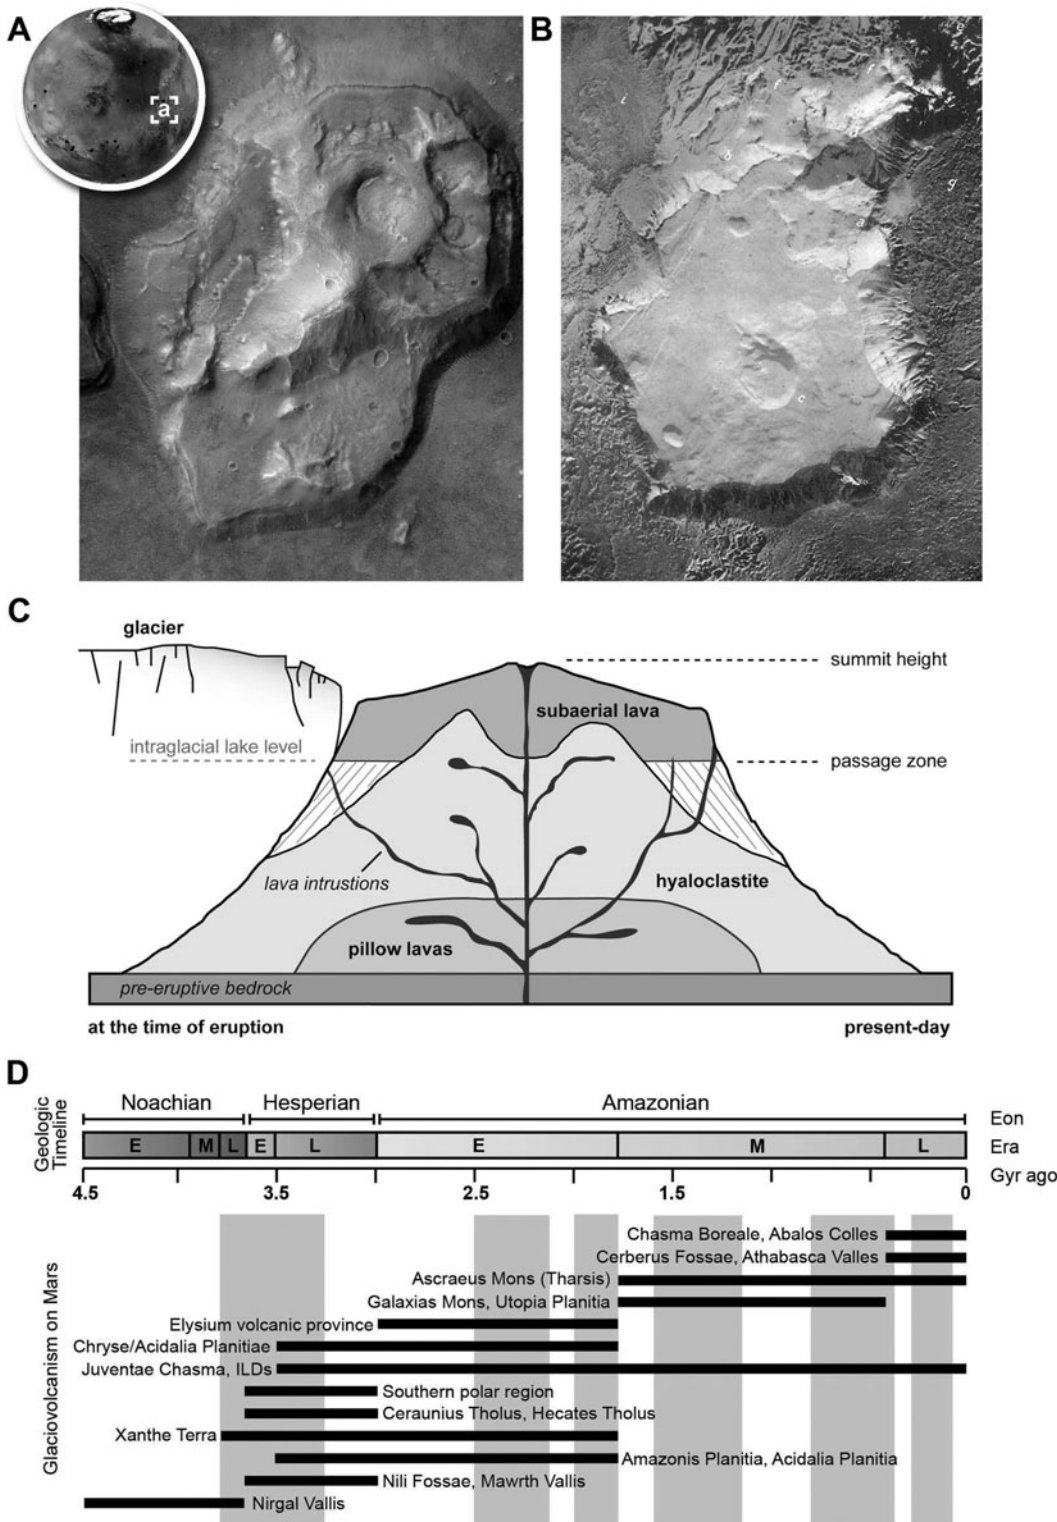 A
a
B
i
f
e
b
d
g
a
c
C
glacier
summit height
subaerial lava
intraglacial lake level
passage zone
lava intrustions
hyaloclastite
pillow lavas
pre-eruptive bedrock
at the time of eruption
present-day
D
Geologic
Timeline
Noachian
Hesperian
Amazonian
Eon
E
M
L
E
L
E
M
L
Era
4.5
3.5
2.5
1.5
0
Gyr ago
Glaciovolcanism on Mars
Chasma Boreale, Abalos Colles
Cerberus Fossae, Athabasca Valles
Ascraeus Mons (Tharsis)
Galaxias Mons, Utopia Planitia
Elysium volcanic province
Chryse/Acidalia Planitiae
Juventae Chasma, ILDs
Southern polar region
Ceraunius Tholus, Hecates Tholus
Xanthe Terra
Amazonis Planitia, Acidalia Planitia
Nili Fossae, Mawrth Vallis
Nirgal Vallis